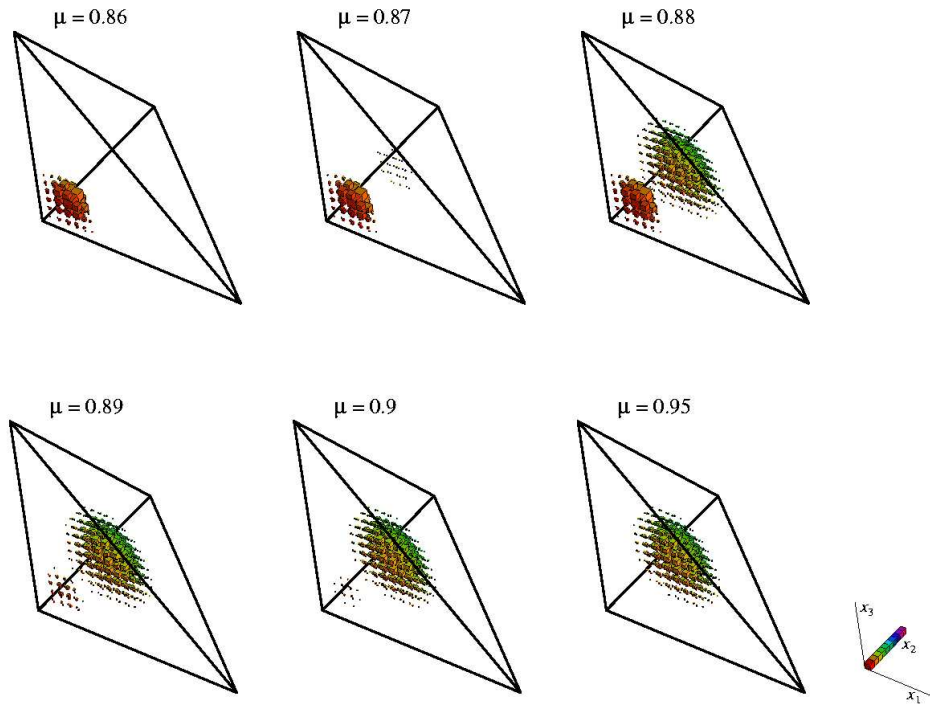 μ = 0.86
μ = 0.87
μ = 0.88
μ = 0.89
μ = 0.9
μ = 0.95
x₃
x₂
x₁